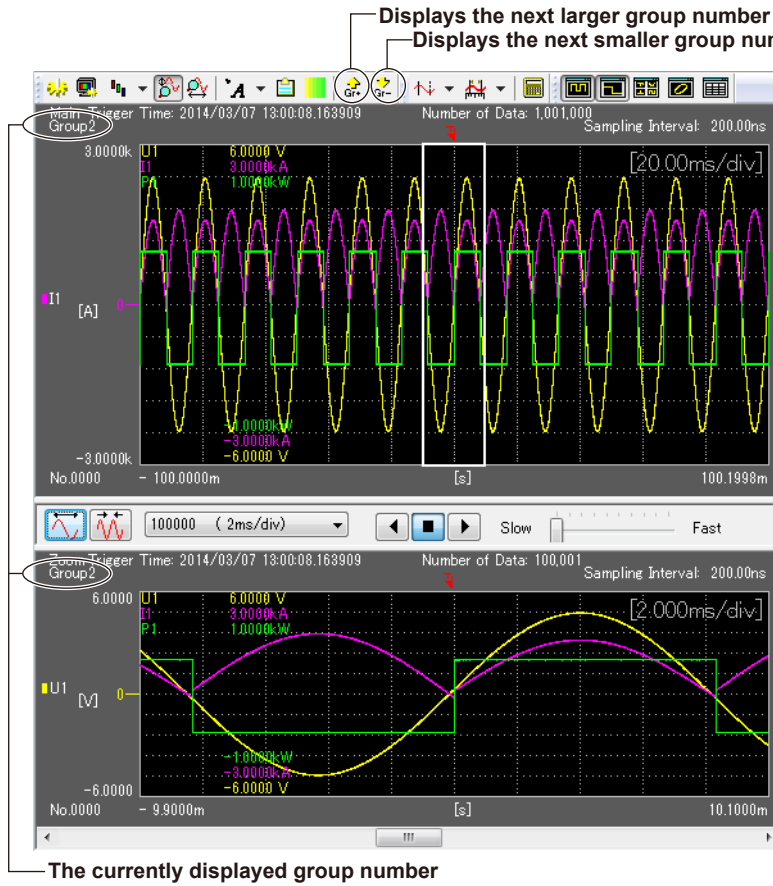 Displays the next larger group number
Displays the next smaller group nu
A Gr+ Gr-
Main Trigger Time: 2014/03/07 13:00:08.163909 Number of Data: 1,001,000
Group2 Sampling Interval: 200.00ns
3.0000k U1 6.0000 V [20.00ms/div]
I1 3.0000kA
P1 1.0000kW
I1 [A] 0
-1.0000kW
-3.0000kA
-3.0000k -6.0000 V
No.0000 - 100.0000m [s] 100.1998m
100000 ( 2ms/div) Slow Fast
Zoom Trigger Time: 2014/03/07 13:00:08.163909 Number of Data: 100,001
Group2 Sampling Interval: 200.00ns
6.0000 U1 6.0000 V [2.000ms/div]
I1 3.0000kA
P1 1.0000kW
U1 [V] 0
-1.0000kW
-3.0000kA
-6.0000 -6.0000 V
No.0000 - 9.9000m [s] 10.1000m
The currently displayed group number